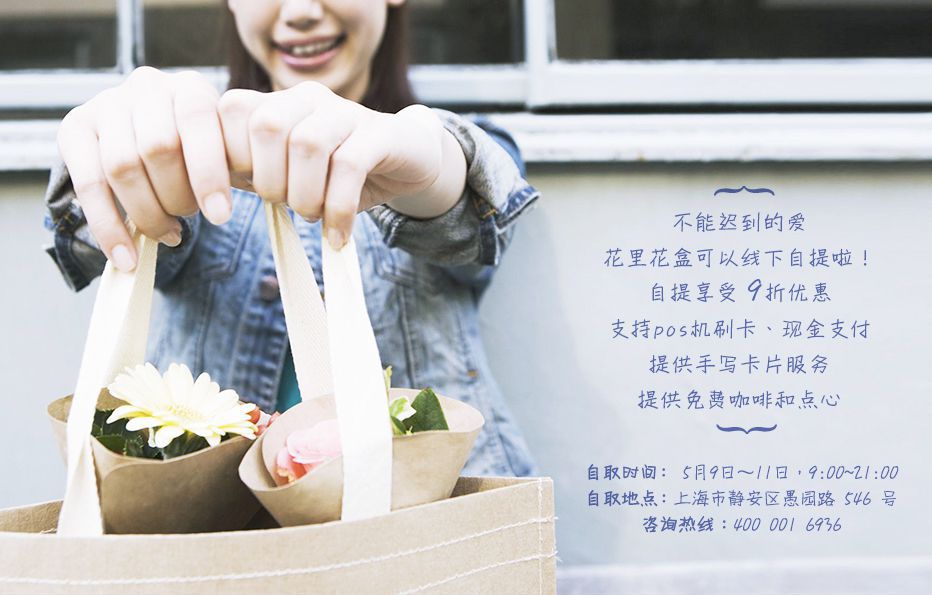 不能迟到的爱
花里花盒可以线下自提啦！
自提享受9折优惠
支持pos机刷卡、现金支付
提供手写卡片服务
提供免费咖啡和点心
自取时间： 5月9日～11日，9:00~21:00
自取地点：上海市静安区愚园路 546 号
咨询热线：400 001 6936